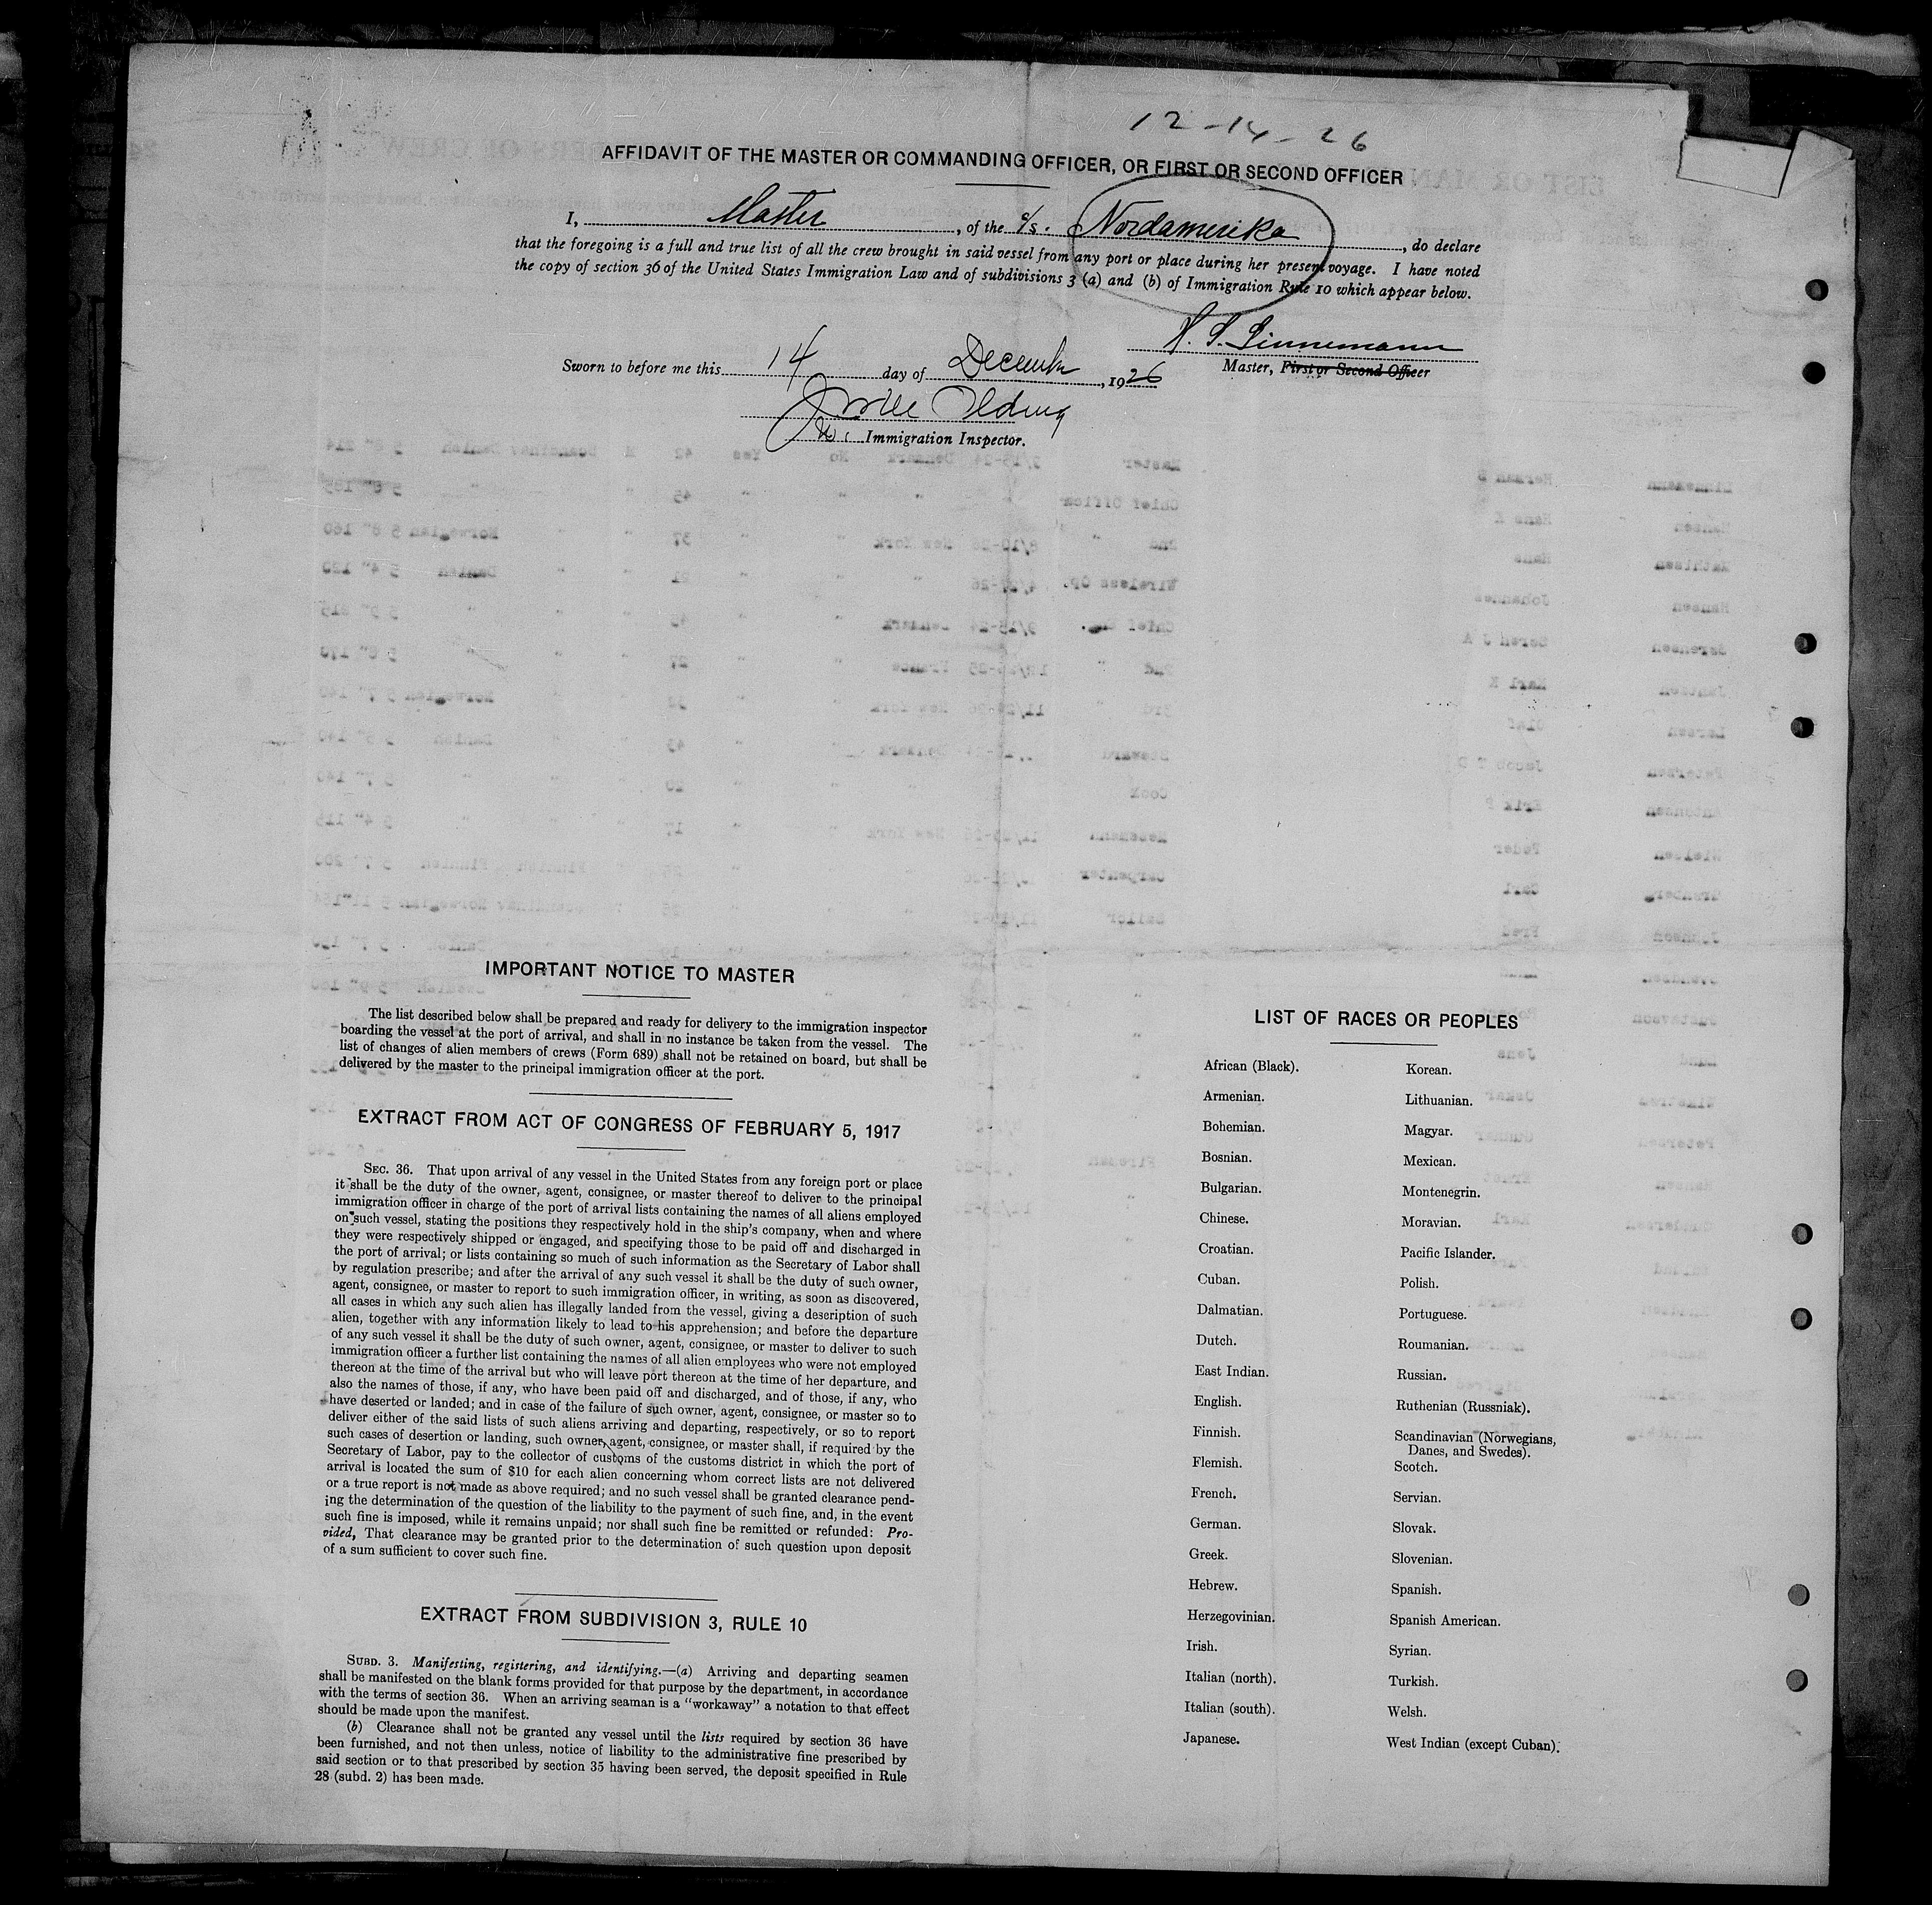 12-14-26
AFFIDAVIT OF THE MASTER OR COMMANDING OFFICER, OR FIRST OR SECOND OFFICER
I, Master, of the S/S. Nordamerika, do declare
that the foregoing is a full and true list of all the crew brought in said vessel from any port or place during her present voyage. I have noted
the copy of section 36 of the United States Immigration Law and of subdivisions 3 (a) and (b) of Immigration Rule 10 which appear below.
H. S. Linnemann
Sworn to before me this 14 day of December, 1926
Master, First or Second Officer
Immigration Inspector.
IMPORTANT NOTICE TO MASTER
The list described below shall be prepared and ready for delivery to the immigration inspector
boarding the vessel at the port of arrival, and shall in no instance be taken from the vessel. The
list of changes of alien members of crews (Form 689) shall not be retained on board, but shall be
delivered by the master to the principal immigration officer at the port.
EXTRACT FROM ACT OF CONGRESS OF FEBRUARY 5, 1917
SEC. 36. That upon arrival of any vessel in the United States from any foreign port or place
it shall be the duty of the owner, agent, consignee, or master thereof to deliver to the principal
immigration officer in charge of the port of arrival lists containing the names of all aliens employed
on such vessel, stating the positions they respectively hold in the ship's company, when and where
they were respectively shipped or engaged, and specifying those to be paid off and discharged in
the port of arrival; or lists containing so much of such information as the Secretary of Labor shall
by regulation prescribe; and after the arrival of any such vessel it shall be the duty of such owner,
agent, consignee, or master to report to such immigration officer, in writing, as soon as discovered,
all cases in which any such alien has illegally landed from the vessel, giving a description of such
alien, together with any information likely to lead to his apprehension; and before the departure
of any such vessel it shall be the duty of such owner, agent, consignee, or master to deliver to such
immigration officer a further list containing the names of all alien employees who were not employed
thereon at the time of the arrival but who will leave port thereon at the time of her departure, and
also the names of those, if any, who have been paid off and discharged, and of those, if any, who
have deserted or landed; and in case of the failure of such owner, agent, consignee, or master so to
deliver either of the said lists of such aliens arriving and departing, respectively, or so to report
such cases of desertion or landing, such owner, agent, consignee, or master shall, if required by the
Secretary of Labor, pay to the collector of customs of the customs district in which the port of
arrival is located the sum of $10 for each alien concerning whom correct lists are not delivered
or a true report is not made as above required; and no such vessel shall be granted clearance pend-
ing the determination of the question of the liability to the payment of such fine, and, in the event
such fine is imposed, while it remains unpaid; nor shall such fine be remitted or refunded: Pro-
vided, That clearance may be granted prior to the determination of such question upon deposit
of a sum sufficient to cover such fine.
EXTRACT FROM SUBDIVISION 3, RULE 10
SUBD. 3. Manifesting, registering, and identifying.—(a) Arriving and departing seamen
shall be manifested on the blank forms provided for that purpose by the department, in accordance
with the terms of section 36. When an arriving seaman is a "workaway" a notation to that effect
should be made upon the manifest.
(b) Clearance shall not be granted any vessel until the lists required by section 36 have
been furnished, and not then unless, notice of liability to the administrative fine prescribed by
said section or to that prescribed by section 35 having been served, the deposit specified in Rule
28 (subd. 2) has been made.
LIST OF RACES OR PEOPLES
African (Black).
Armenian.
Bohemian.
Bosnian.
Bulgarian.
Chinese.
Croatian.
Cuban.
Dalmatian.
Dutch.
East Indian.
English.
Finnish.
Flemish.
French.
German.
Greek.
Hebrew.
Herzegovinian.
Irish.
Italian (north).
Italian (south).
Japanese.
Korean.
Lithuanian.
Magyar.
Mexican.
Montenegrin.
Moravian.
Pacific Islander.
Polish.
Portuguese.
Roumanian.
Russian.
Ruthenian (Russniak).
Scandinavian (Norwegians,
Danes, and Swedes).
Scotch.
Servian.
Slovak.
Slovenian.
Spanish.
Spanish American.
Syrian.
Turkish.
Welsh.
West Indian (except Cuban).